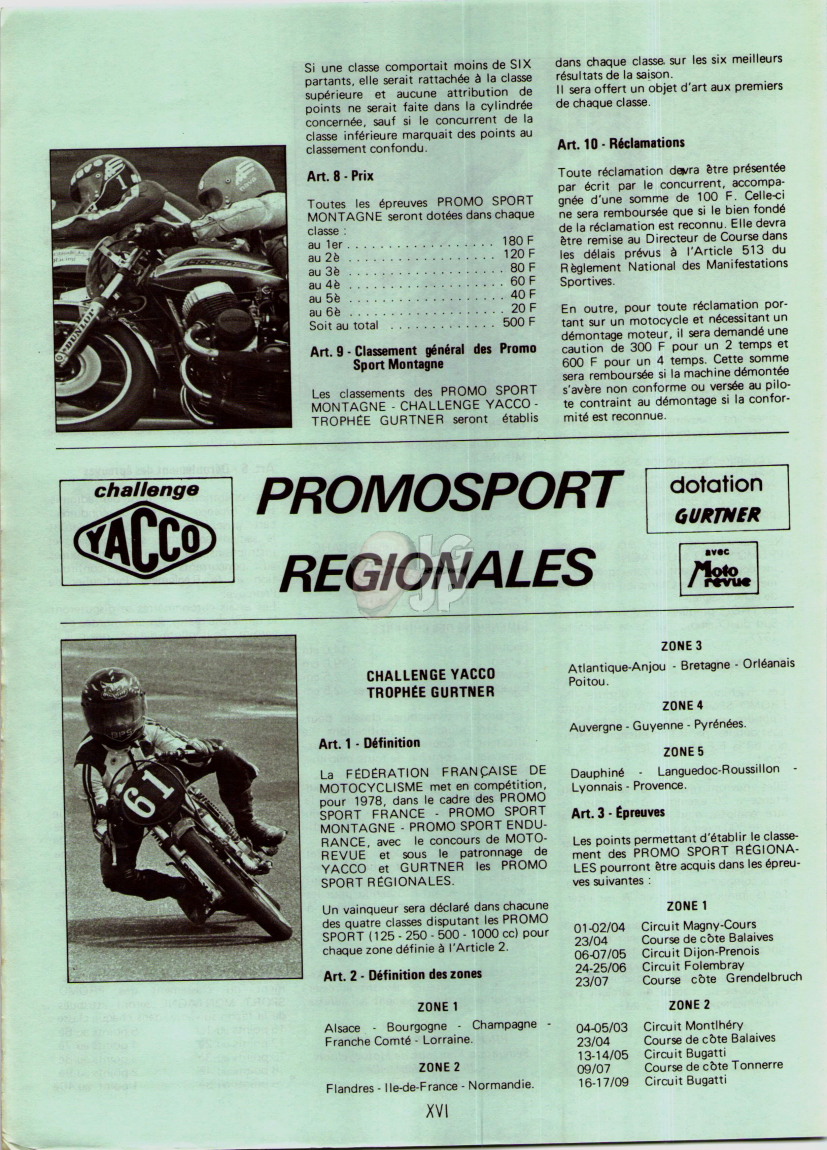 Si une classe comportait moins de SIX
partants, elle serait rattachée à la classe
supérieure et aucune attribution de
points ne serait faite dans la cylindrée
concernée, sauf si le concurrent de la
classe inférieure marquait des points au
classement confondu.
Art. 8 - Prix
Toutes les épreuves PROMO SPORT
MONTAGNE seront dotées dans chaque
classe :
au 1er . . . . . . . . . . . . . . . . . . 180 F
au 2è . . . . . . . . . . . . . . . . . . 120 F
au 3è . . . . . . . . . . . . . . . . . . . 80 F
au 4è . . . . . . . . . . . . . . . . . . . 60 F
au 5è . . . . . . . . . . . . . . . . . . . 40 F
au 6è . . . . . . . . . . . . . . . . . . . 20 F
Soit au total . . . . . . . . . . . . . 500 F
Art. 9 - Classement général des Promo
Sport Montagne
Les classements des PROMO SPORT
MONTAGNE - CHALLENGE YACCO -
TROPHÉE GURTNER seront établis
dans chaque classe sur les six meilleurs
résultats de la saison.
Il sera offert un objet d'art aux premiers
de chaque classe.
Art. 10 - Réclamations
Toute réclamation devra être présentée
par écrit par le concurrent, accompa-
gnée d'une somme de 100 F. Celle-ci
ne sera remboursée que si le bien fondé
de la réclamation est reconnu. Elle devra
être remise au Directeur de Course dans
les délais prévus à l'Article 513 du
Règlement National des Manifestations
Sportives.
En outre, pour toute réclamation por-
tant sur un motocycle et nécessitant un
démontage moteur, il sera demandé une
caution de 300 F pour un 2 temps et
600 F pour un 4 temps. Cette somme
sera remboursée si la machine démontée
s'avère non conforme ou versée au pilo-
te contraint au démontage si la confor-
mité est reconnue.
DUNLOP
challenge
YACCO
PROMOSPORT
REGIONALES
dotation
GURTNER
avec
Moto
revue
JG
JP
61
CHALLENGE YACCO
TROPHÉE GURTNER
Art. 1 - Définition
La FÉDÉRATION FRANÇAISE DE
MOTOCYCLISME met en compétition,
pour 1978, dans le cadre des PROMO
SPORT FRANCE - PROMO SPORT
MONTAGNE - PROMO SPORT ENDU-
RANCE, avec le concours de MOTO-
REVUE et sous le patronnage de
YACCO et GURTNER les PROMO
SPORT RÉGIONALES.
Un vainqueur sera déclaré dans chacune
des quatre classes disputant les PROMO
SPORT (125 - 250 - 500 - 1000 cc) pour
chaque zone définie à l'Article 2.
Art. 2 - Définition des zones
ZONE 1
Alsace - Bourgogne - Champagne -
Franche Comté - Lorraine.
ZONE 2
Flandres - Ile-de-France - Normandie.
ZONE 3
Atlantique-Anjou - Bretagne - Orléanais
Poitou.
ZONE 4
Auvergne - Guyenne - Pyrénées.
ZONE 5
Dauphiné - Languedoc-Roussillon -
Lyonnais - Provence.
Art. 3 - Épreuves
Les points permettant d'établir le classe-
ment des PROMO SPORT RÉGIONA-
LES pourront être acquis dans les épreu-
ves suivantes :
ZONE 1
01-02/04 Circuit Magny-Cours
23/04 Course de côte Balaives
06-07/05 Circuit Dijon-Prenois
24-25/06 Circuit Folembray
23/07 Course côte Grendelbruch
ZONE 2
04-05/03 Circuit Montlhéry
23/04 Course de côte Balaives
13-14/05 Circuit Bugatti
09/07 Course de côte Tonnerre
16-17/09 Circuit Bugatti
XVI